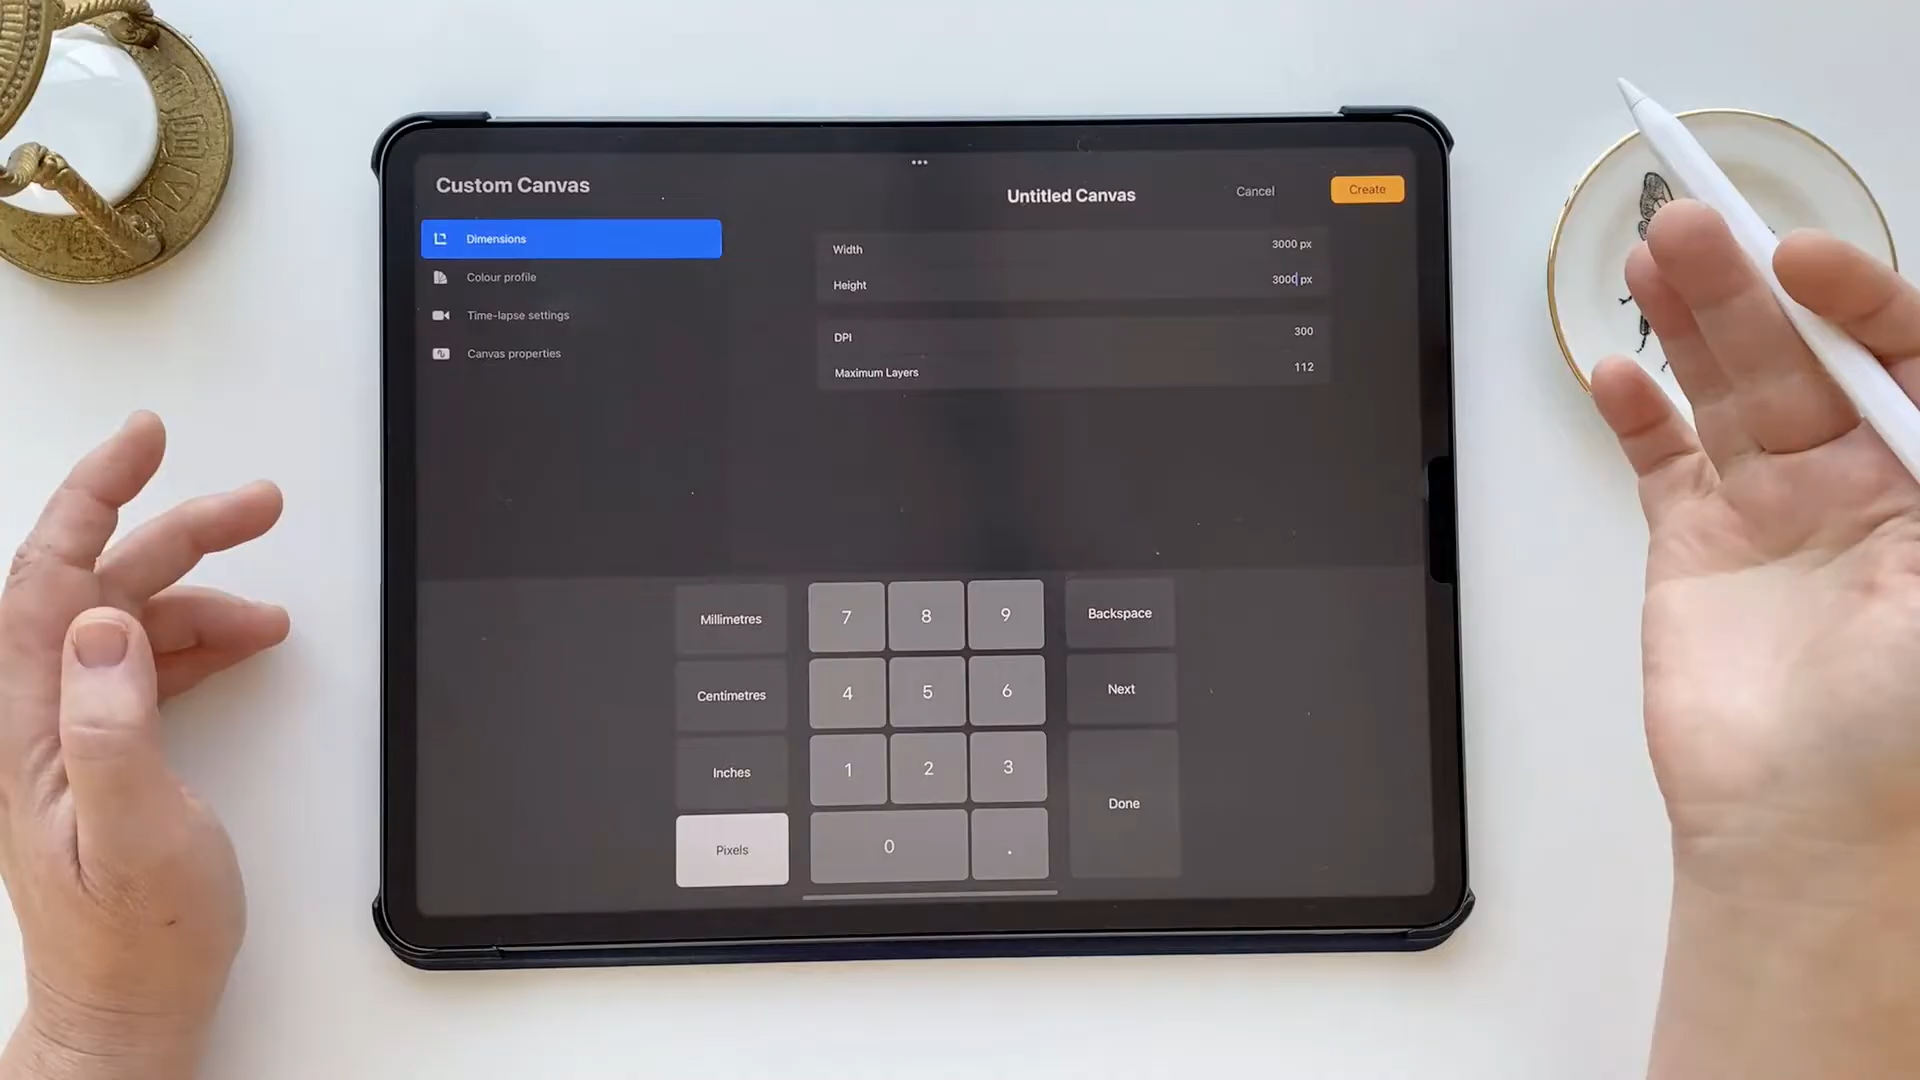 Custom Canvas
Untitled Canvas
Cancel
Create
Dimensions
Colour profile
Time-lapse settings
Canvas properties
Width 3000 px
Height 3000 px
DPI 300
Maximum Layers 112
Millimetres 7 8 9 Backspace
Centimetres 4 5 6 Next
Inches 1 2 3
Done
Pixels 0 .